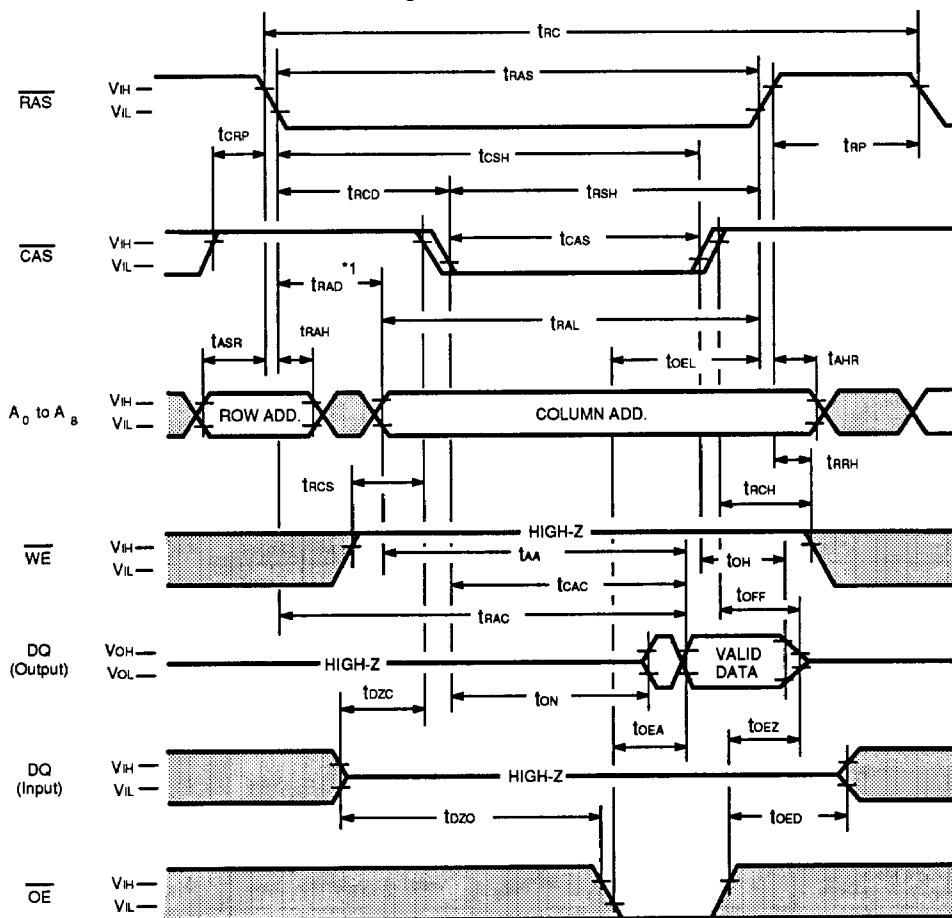 tRC
RAS
VIH
VIL
tRAS
tCRP
tCSH
tRP
tRCD
tRSH
CAS
VIH
VIL
tCAS
tRAD *1
tRAL
tASR
tRAH
tOEL
tAHR
A0 to A8
VIH
VIL
ROW ADD.
COLUMN ADD.
tRRH
tRCS
tRCH
WE
VIH
VIL
HIGH-Z
tAA
tOH
tCAC
tOFF
tRAC
DQ
(Output)
VOH
VOL
HIGH-Z
VALID
DATA
tDZC
tON
tOEA
tOEZ
DQ
(Input)
VIH
VIL
HIGH-Z
tDZO
tOED
OE
VIH
VIL